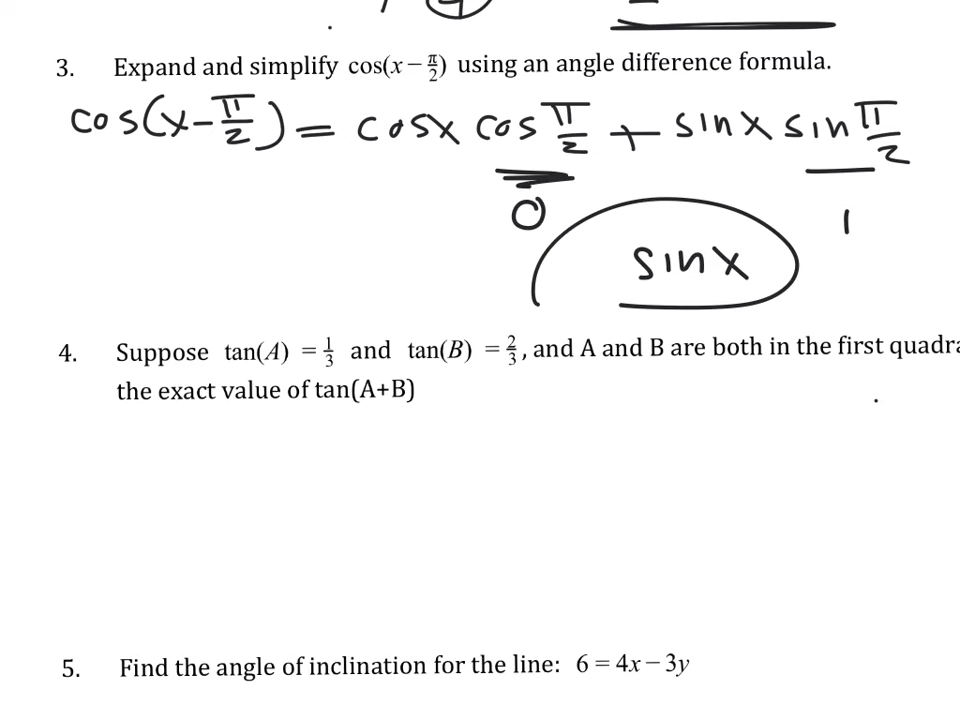 3. Expand and simplify cos(x − π/2) using an angle difference formula.
cos(x-π/2) = cosx cos π/2 + sinx sin π/2
0 1
sinx
4. Suppose tan(A) = 1/3 and tan(B) = 2/3, and A and B are both in the first
the exact value of tan(A+B)
5. Find the angle of inclination for the line: 6 = 4x − 3y